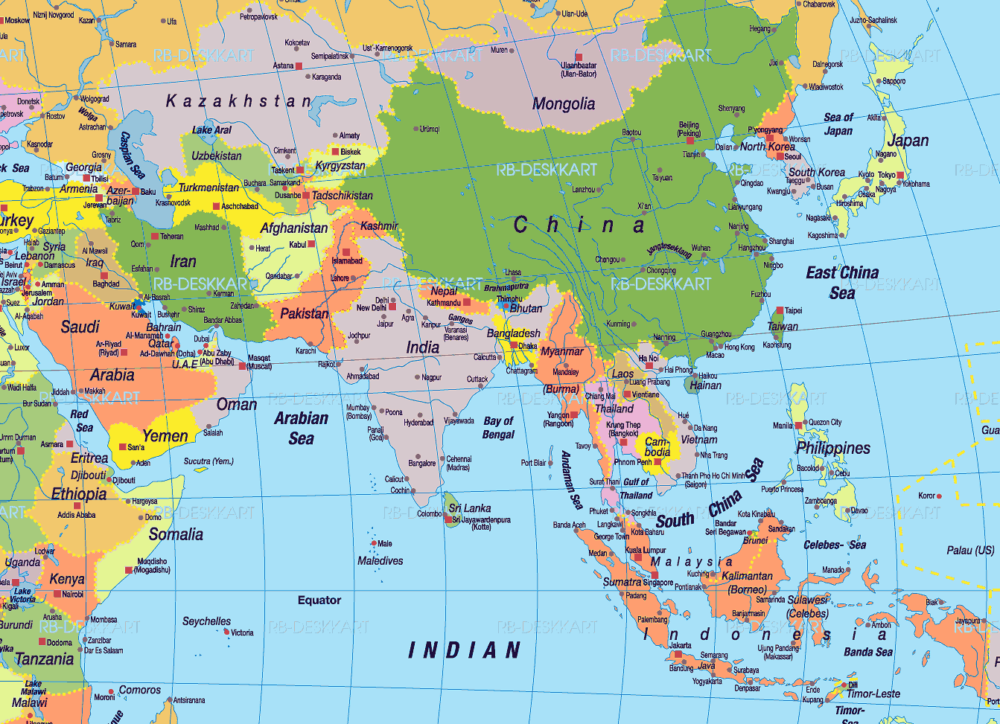 Moskow
Niznij Novgorod
Kazan
Ufa
Petropavlovsk
Ulan-Ude
Chabarovsk
Juzno-Sachalinsk
Samara
Kokcetav
Semipalatinsk
Ust'-Kamenogorsk
Muren
Ulaanbaatar
(Ulan-Bator)
Hegang
Jixi
Dalnegorsk
Wladiwostok
Sapporo
Astana
Karaganda
Kazakhstan
Mongolia
Donetsk
Rostov
Wolgograd
Wolga
Astrachan
Kasnodar
Grosny
Caspian Sea
Lake Aral
Uzbekistan
Almaty
Cimkent
Biskek
Kyrgyzstan
Taskent
Ürümqi
Baotou
Beijing
(Peking)
Shenyang
Tianjin
Dalian
P'yongyang
Wonsan
North Korea
Seoul
Sea of
Japan
Akita
Japan
Nagano
Kyoto
Tokyo
Yokohama
Nagoya
Osaka
Hiroshima
Nagasaki
Kagoshima
South Korea
Taegu
Busan
Kwangju
Georgia
Batumi
Tbilisi
Trabzon
Armenia
Jerevan
Azer-
baijan
Baku
Krasnovodsk
Turkmenistan
Aschchabad
Buchara
Samarkand
Dusanbe
Tadschikistan
Kashmir
Afghanistan
Herat
Kabul
Qandabar
Islamabad
Lahore
Lanzhou
Taiyuan
Xi'an
Qingdao
Lianyungang
Nanjing
Shanghai
Hangzhou
Ningbo
China
Jangtsekiang
Wuhan
Chengou
Chongqing
East China
Sea
Fuzhou
Taipei
Taiwan
Kaohsiung
Tabriz
Gaziantep
Syria
Lebanon
Beirut
Damascus
Israel
Amman
Jerusalem
Jordan
Suez
Al-Aqabah
Al Mawsil
Iraq
Baghdad
Mashhad
Teheran
Qom
Esfahan
Iran
Kerman
Zahedan
Al-Basrah
Kuwait
Kuwait
Bushehr
Shiraz
Bandar Abbas
Bahrain
Al-Manamah
Qatar
Ad-Dawhah (Doha)
Dubai
Abu Zaby
(Abu Dhabi)
U.A.E
Masqat
(Muscat)
Saudi
Arabia
Ar-Riyad
(Riyad)
Luxor
Wadi Halfa
Jiddah
Makkah
Bur Sudan
Red
Sea
Oman
Salalah
Yemen
San'a
Aden
Sucutra (Yem.)
Pakistan
Karachi
Delhi
New Delhi
Jaipur
Jodhpur
Agra
Kanpur
Ganges
Varanasi
(Benares)
Nepal
Kathmandu
Lhasa
Brahmaputra
Thimphu
Bhutan
Bangladesh
Dhaka
Calcutta
Chattagram
India
Rajkot
Ahmadabad
Nagpur
Cuttack
Mumbay
(Bombay)
Poona
Hyderabad
Vijayawada
Panaji
(Goa)
Bangalore
Cehennai
(Madras)
Calicut
Cochin
Colombo
Sri Lanka
Sri Jayawardenpura
(Kotte)
Arabian
Sea
Bay of
Bengal
Port Blair
Andaman Sea
Male
Maledives
Kunming
Nanning
Guangzhou
Hong Kong
Macao
Myanmar
(Burma)
Mandalay
Yangon
(Rangoon)
Tavoy
Ha Noi
Hai Phong
Haikou
Hainan
Laos
Luang Prabang
Vientiane
Chiang Mai
Thailand
Krung Thep
(Bangkok)
Cam-
bodja
Phnom Penh
Hué
Da Nang
Vietnam
Nha Trang
Thanh Pho Ho Chi Minh
(Saigon)
Surat Thani
Gulf of
Thailand
Phuket
Songkhla
Langkawi
Kota Baharu
George Town
Banda Aceh
Medan
Kuala Lumpur
Malaysia
Singapore
Sumatra
Padang
Palembang
South China Sea
Manila
Quezon City
Philippines
Bacolod
Cebu
Puerto Princesa
Zamboanga
Davao
Kota Kinabalu
Sandakan
Bandar
Seri Begawan
Brunei
Celebes- Sea
Manado
Kuching
Pontianak
Kalimantan
(Borneo)
Samarinda
Banjarmasin
Sulawesi
(Celebes)
Indonesia
Ujung Pandang
(Makassar)
Ambon
Banda Sea
Biak
Jayapura
Koror
Palau (US)
Jakarta
Bandung
Semarang
Java
Surabaya
Yogyakarta
Denpasar
Ende
Kupang
Dili
Timor-Leste
Timor-
Asmara
Eritrea
Djibouti
Djibouti
Ethiopia
Addis Ababa
Hargeysa
Domo
Somalia
Muqdisho
(Mogadishu)
Lodwar
Uganda
Kenya
Nairobi
Lake
Victoria
Kigali
Burundi
Arusha
Mombasa
Zanzibar
Dar Es Salaam
Dodoma
Tanzania
Lake
Malawi
Malawi
Moroni
Comoros
Antsiranana
Equator
Seychelles
Victoria
INDIAN
RB-DESKKART